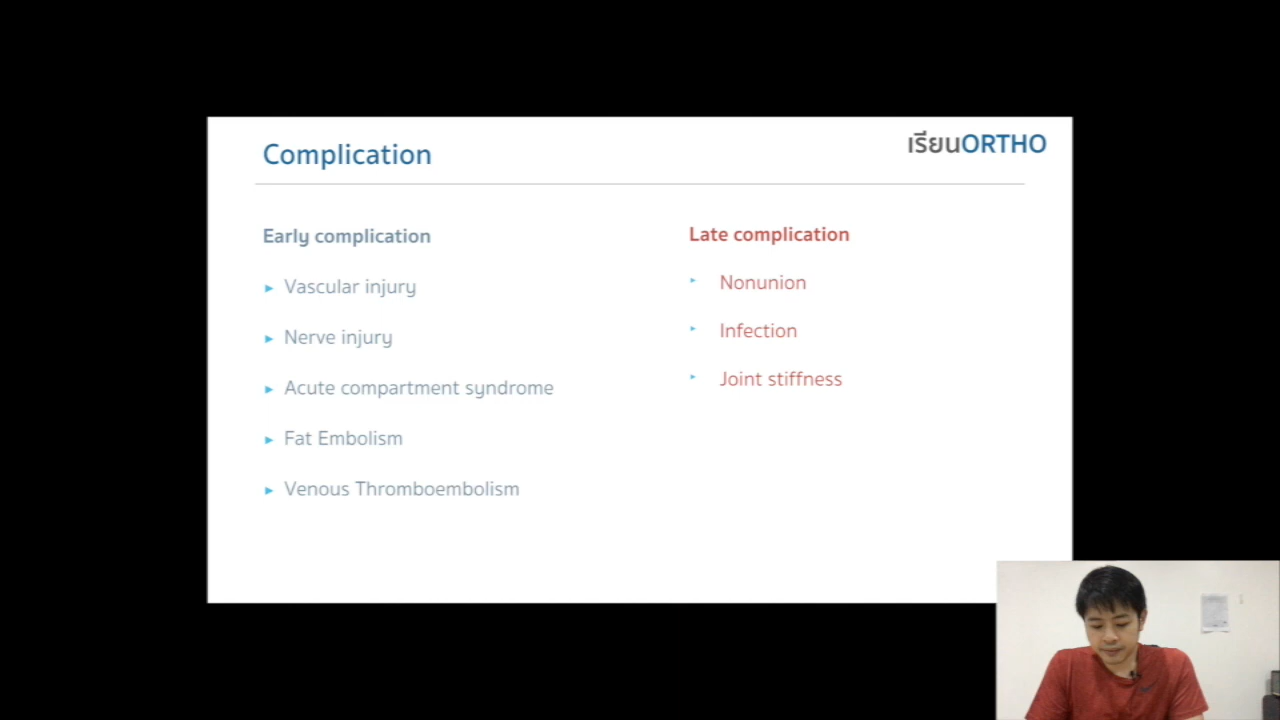 Complication
เรียนORTHO
Early complication
Vascular injury
Nerve injury
Acute compartment syndrome
Fat Embolism
Venous Thromboembolism
Late complication
Nonunion
Infection
Joint stiffness